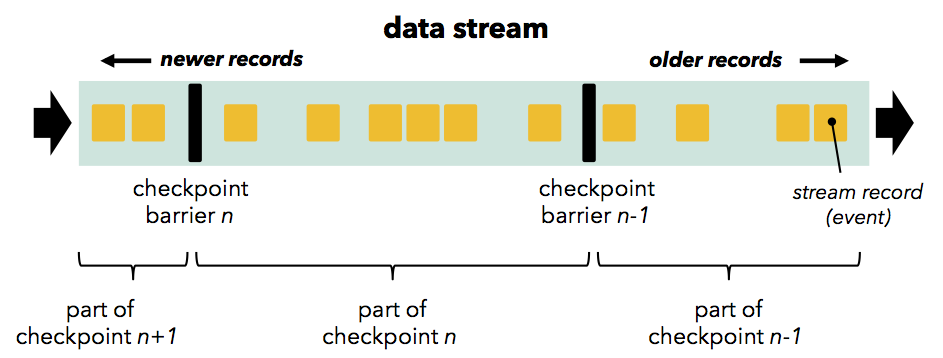 data stream
newer records
older records
checkpoint
barrier n
checkpoint
barrier n-1
stream record
(event)
part of
checkpoint n+1
part of
checkpoint n
part of
checkpoint n-1